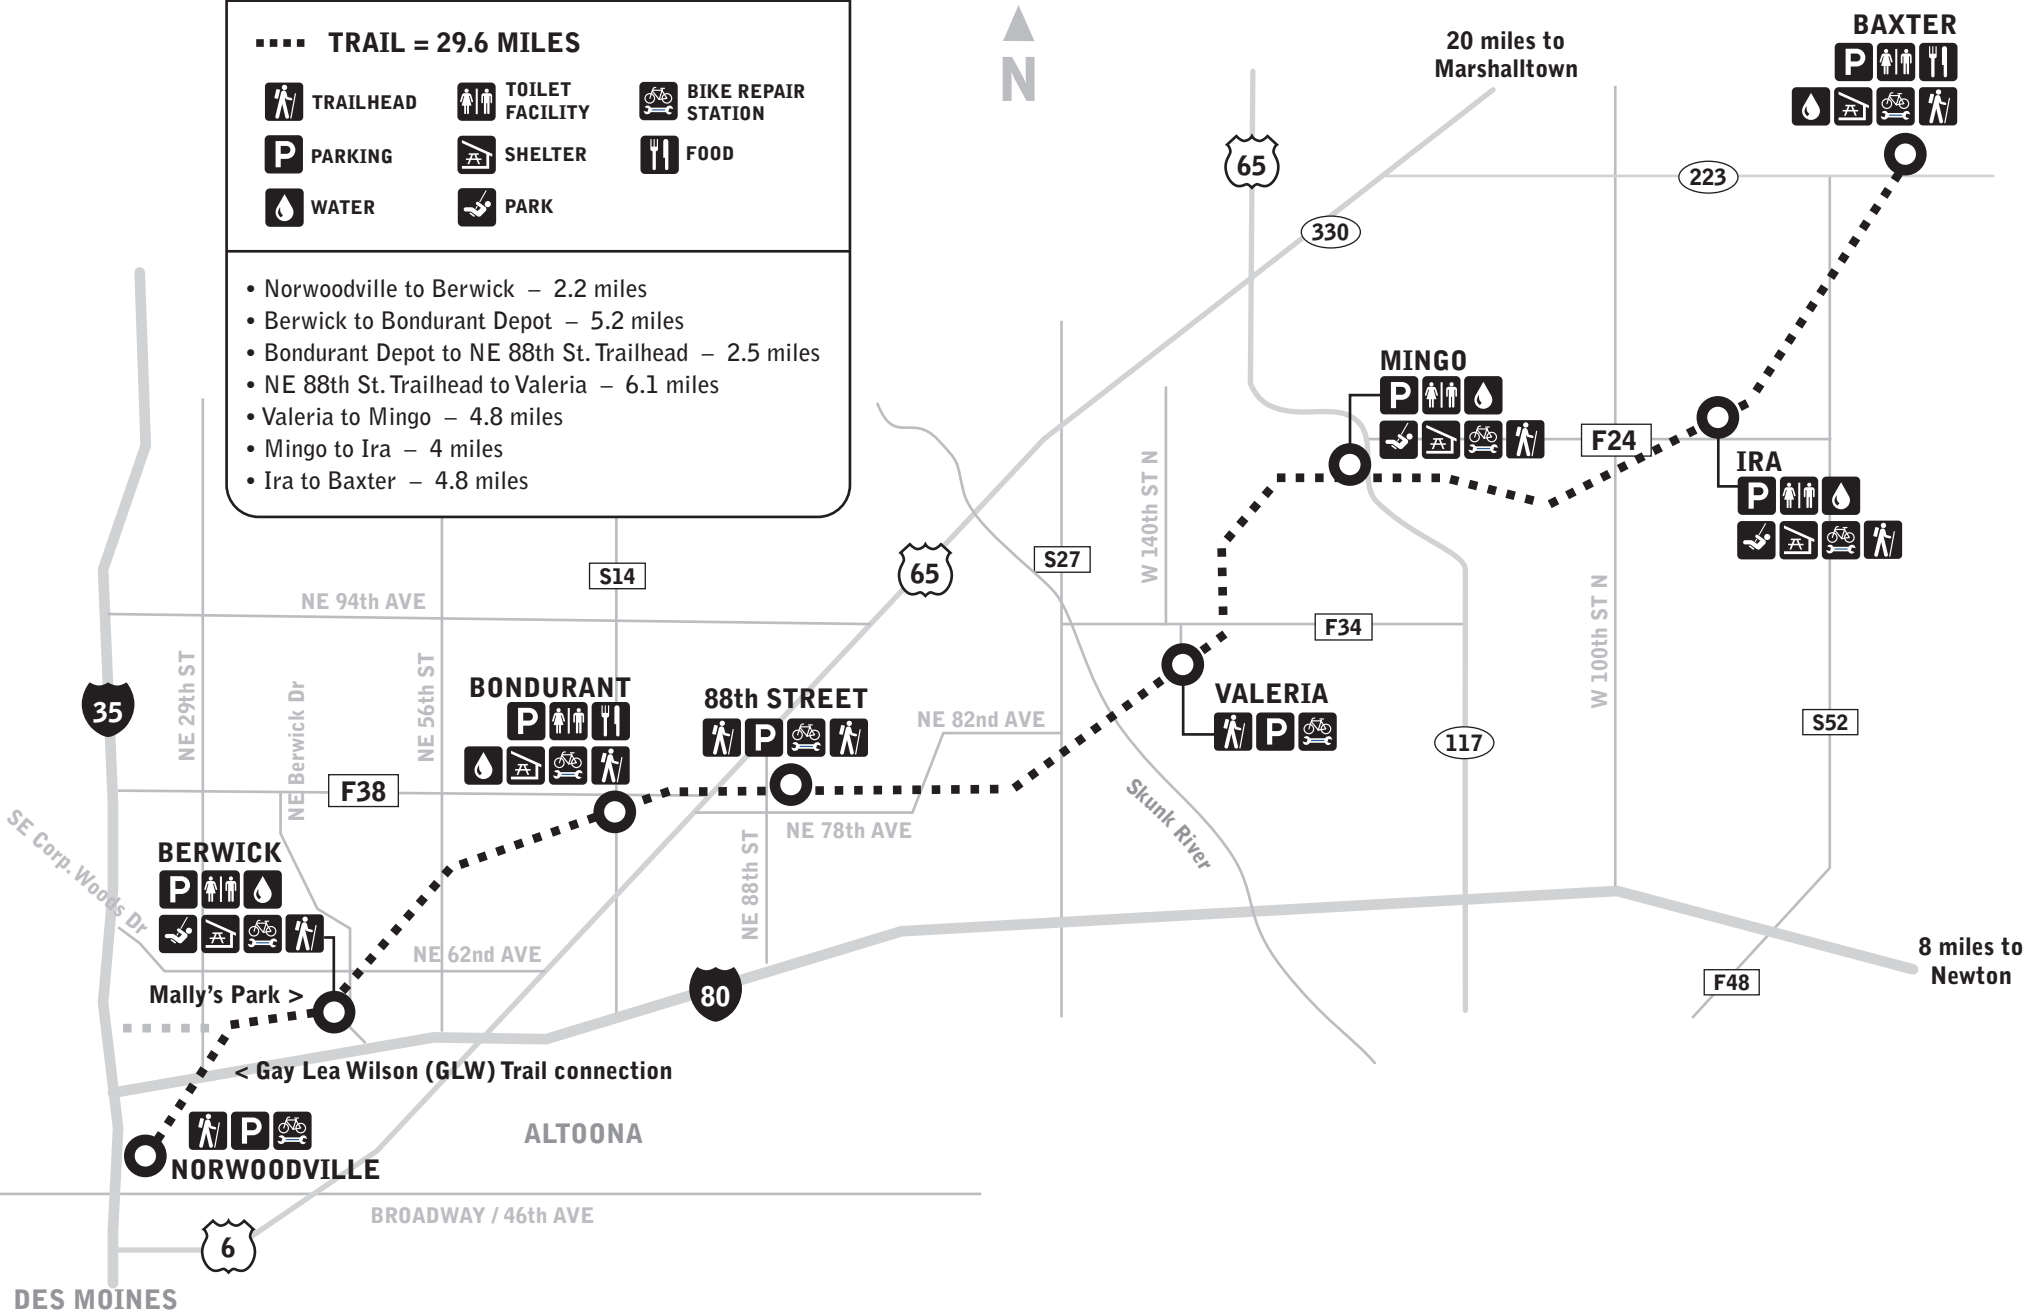 TRAIL = 29.6 MILES
TRAILHEAD
TOILET
FACILITY
BIKE REPAIR
STATION
P
PARKING
SHELTER
FOOD
WATER
PARK
• Norwoodville to Berwick – 2.2 miles
• Berwick to Bondurant Depot – 5.2 miles
• Bondurant Depot to NE 88th St. Trailhead – 2.5 miles
• NE 88th St. Trailhead to Valeria – 6.1 miles
• Valeria to Mingo – 4.8 miles
• Mingo to Ira – 4 miles
• Ira to Baxter – 4.8 miles
N
20 miles to
Marshalltown
BAXTER
P
65
223
330
MINGO
P
F24
IRA
P
W 140th ST N
S27
S14
65
NE 94th AVE
F34
W 100th ST N
NE 29th ST
NE Berwick Dr
NE 56th ST
35
BONDURANT
P
88th STREET
P
NE 82nd AVE
VALERIA
P
117
S52
F38
NE 78th AVE
NE 88th ST
Skunk River
SE Corp. Woods Dr
BERWICK
P
NE 62nd AVE
Mally's Park >
80
8 miles to
Newton
F48
< Gay Lea Wilson (GLW) Trail connection
P
NORWOODVILLE
ALTOONA
BROADWAY / 46th AVE
6
DES MOINES